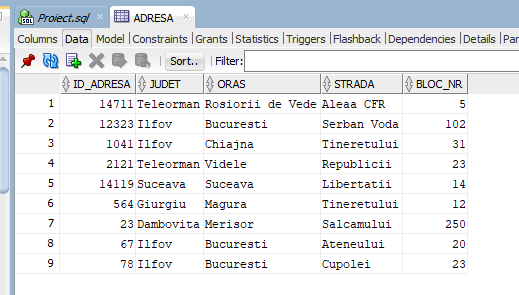 SQL Proiect.sql ADRESA
Columns Data Model Constraints Grants Statistics Triggers Flashback Dependencies Details Par
SQL Sort.. Filter:
ID_ADRESA JUDET ORAS STRADA BLOC_NR
1 14711 Teleorman Rosiorii de Vede Aleaa CFR 5
2 12323 Ilfov Bucuresti Serban Voda 102
3 1041 Ilfov Chiajna Tineretului 31
4 2121 Teleorman Videle Republicii 23
5 14119 Suceava Suceava Libertatii 14
6 564 Giurgiu Magura Tineretului 12
7 23 Dambovita Merisor Salcamului 250
8 67 Ilfov Bucuresti Ateneului 20
9 78 Ilfov Bucuresti Cupolei 23